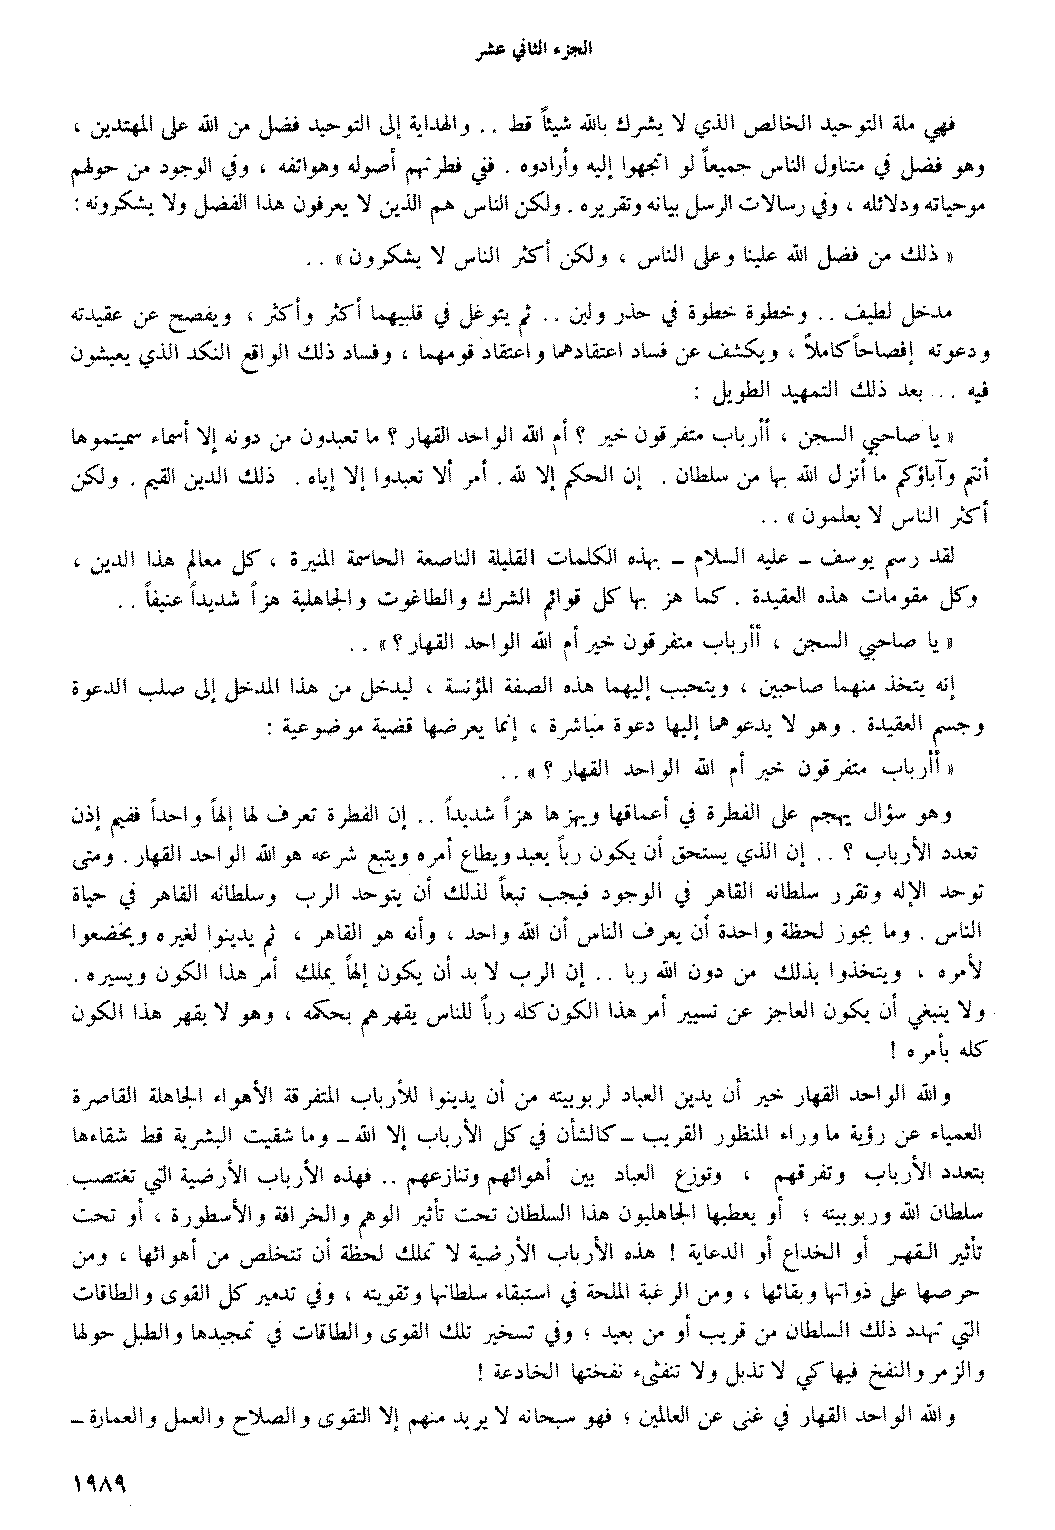 الجزء الثاني عشر
فهي ملة التوحيد الخالص الذي لا يشرك بالله شيئاً قط .. والهداية إلى التوحيد فضل من الله على المهتدين ،
وهو فضل في متناول الناس جميعاً لو اتجهوا إليه وأرادوه . ففي فطرتهم أصوله وهواتفه ، وفي الوجود من حولهم
موحياته ودلائله ، وفي رسالات الرسل بيانه وتقريره . ولكن الناس هم الذين لا يعرفون هذا الفضل ولا يشكرونه :
« ذلك من فضل الله علينا وعلى الناس ، ولكن أكثر الناس لا يشكرون » ..
مدخل لطيف .. وخطوة خطوة في حذر ولين .. ثم يتوغل في قلبيهما أكثر وأكثر ، ويفصح عن عقيدته
ودعوته إفصاحاً كاملاً ، ويكشف عن فساد اعتقادهما واعتقاد قومهما ، وفساد ذلك الواقع النكد الذي يعيشون
فيه ... بعد ذلك التمهيد الطويل :
« يا صاحبي السجن ، أأرباب متفرقون خير ؟ أم الله الواحد القهار ؟ ما تعبدون من دونه إلا أسماء سميتموها
أنتم وآباؤكم ما أنزل الله بها من سلطان . إن الحكم إلا لله . أمر ألا تعبدوا إلا إياه . ذلك الدين القيم . ولكن
أكثر الناس لا يعلمون » ..
لقد رسم يوسف – عليه السلام – بهذه الكلمات القليلة الناصعة الحاسمة المنيرة ، كل معالم هذا الدين ،
وكل مقومات هذه العقيدة . كما هز بها كل قوائم الشرك والطاغوت والجاهلية هزاً شديداً عنيفاً ..
« يا صاحبي السجن ، أأرباب متفرقون خير أم الله الواحد القهار ؟ » ..
إنه يتخذ منهما صاحبين ، ويتحبب إليهما هذه الصفة المؤنسة ، ليدخل من هذا المدخل إلى صلب الدعوة
وجسم العقيدة . وهو لا يدعوهما إليها دعوة مباشرة ، إنما يعرضها قضية موضوعية :
« أأرباب متفرقون خير أم الله الواحد القهار ؟ » ..
وهو سؤال يهجم على الفطرة في أعماقها ويهزها هزاً شديداً .. إن الفطرة تعرف لها إلهاً واحداً ففيم إذن
تعدد الأرباب ؟ .. إن الذي يستحق أن يكون رباً يعبد ويطاع أمره ويتبع شرعه هو الله الواحد القهار . ومتى
توحد الإله وتقرر سلطانه القاهر في الوجود فيجب تبعاً لذلك أن يتوحد الرب وسلطانه القاهر في حياة
الناس . وما يجوز لحظة واحدة أن يعرف الناس أن الله واحد ، وأنه هو القاهر ، ثم يدينوا لغيره ويخضعوا
لأمره ، ويتخذوا بذلك من دون الله ربا .. إن الرب لا بد أن يكون إلهاً يملك أمر هذا الكون ويسيره .
ولا ينبغي أن يكون العاجز عن تسيير أمر هذا الكون كله رباً للناس يقهرهم بحكمه ، وهو لا يقهر هذا الكون
كله بأمره !
والله الواحد القهار خير أن يدين العباد لربوبيته من أن يدينوا للأرباب المتفرقة الأهواء الجاهلة القاصرة
العمياء عن رؤية ما وراء المنظور القريب – كالشأن في كل الأرباب إلا الله – وما شقيت البشرية قط شقاءها
بتعدد الأرباب وتفرقهم ، وتوزع العباد بين أهوائهم وتنازعهم .. فهذه الأرباب الأرضية التي تغتصب
سلطان الله وربوبيته ؛ أو يعطيها الجاهليون هذا السلطان تحت تأثير الوهم والخرافة والأسطورة ، أو تحت
تأثير القهر أو الخداع أو الدعاية ! هذه الأرباب الأرضية لا تملك لحظة أن تتخلص من أهوائها ، ومن
حرصها على ذواتها وبقائها ، ومن الرغبة الملحة في استبقاء سلطانها وتقويته ، وفي تدمير كل القوى والطاقات
التي تهدد ذلك السلطان من قريب أو من بعيد ؛ وفي تسخير تلك القوى والطاقات في تمجيدها والطبل حولها
والزمر والنفخ فيها كي لا تذبل ولا تنفثىء نفختها الخادعة !
والله الواحد القهار في غنى عن العالمين ؛ فهو سبحانه لا يريد منهم إلا التقوى والصلاح والعمل والعمارة –
١٩٨٩